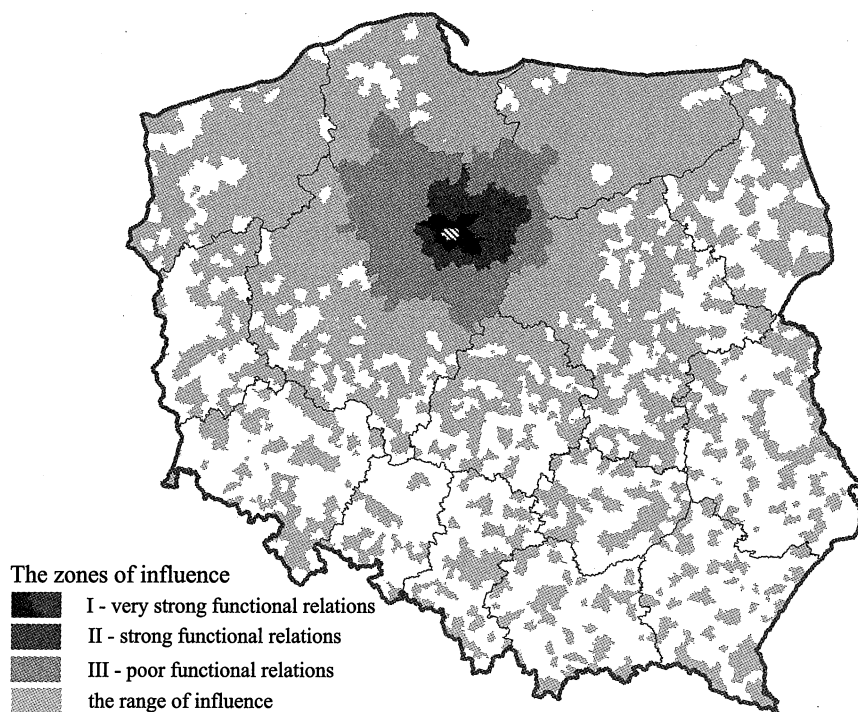 The zones of influence
I - very strong functional relations
II - strong functional relations
III - poor functional relations
the range of influence